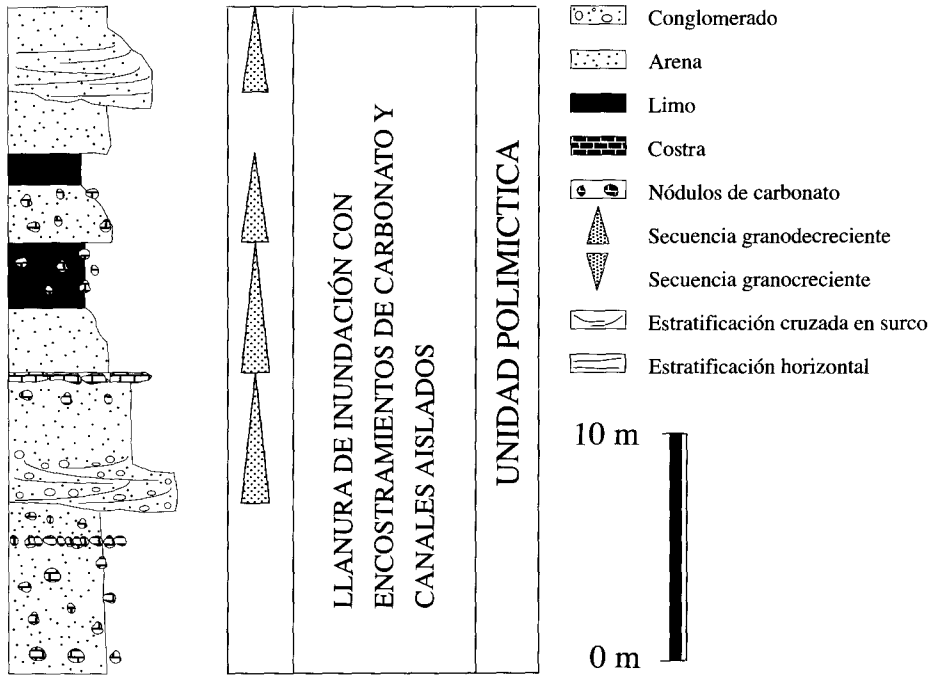 LLANURA DE INUNDACIÓN CON
ENCOSTRAMIENTOS DE CARBONATO Y
CANALES AISLADOS
UNIDAD POLIMICTICA
Conglomerado
Arena
Limo
Costra
Nódulos de carbonato
Secuencia granodecreciente
Secuencia granocreciente
Estratificación cruzada en surco
Estratificación horizontal
10 m
0 m